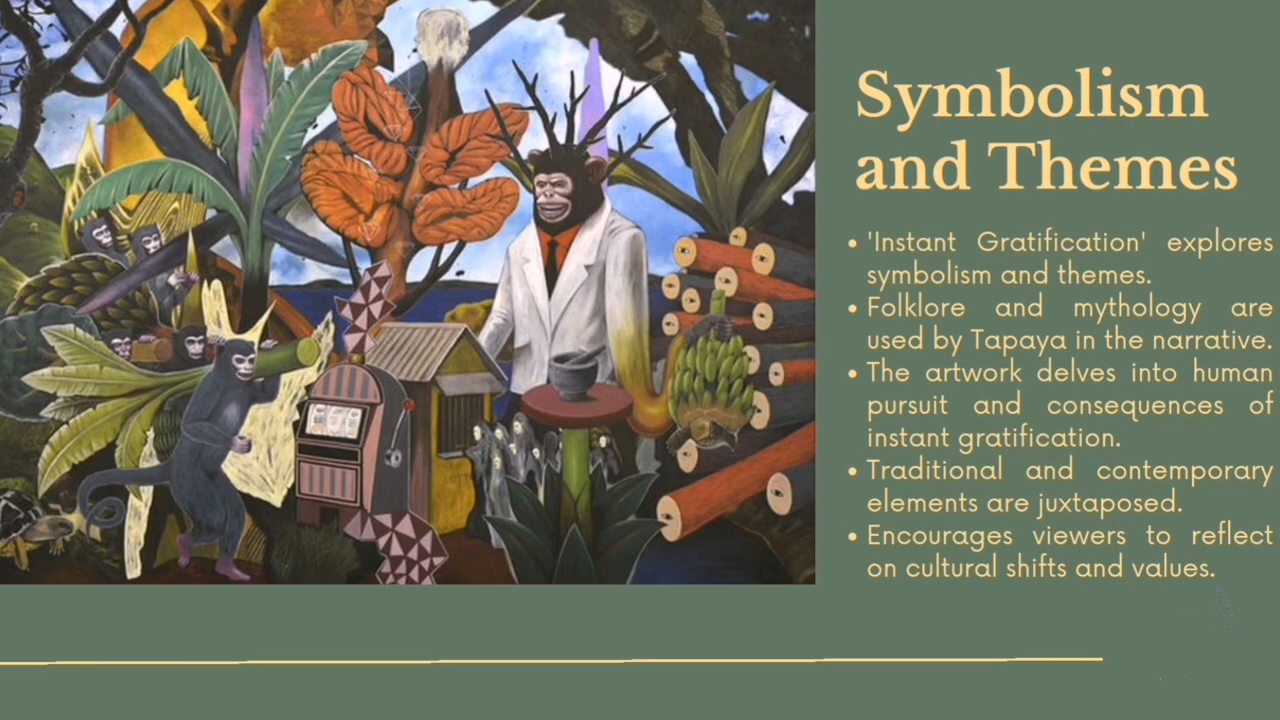 Symbolism
and Themes
• 'Instant Gratification' explores
symbolism and themes.
• Folklore and mythology are
used by Tapaya in the narrative.
• The artwork delves into human
pursuit and consequences of
instant gratification.
• Traditional and contemporary
elements are juxtaposed.
• Encourages viewers to reflect
on cultural shifts and values.